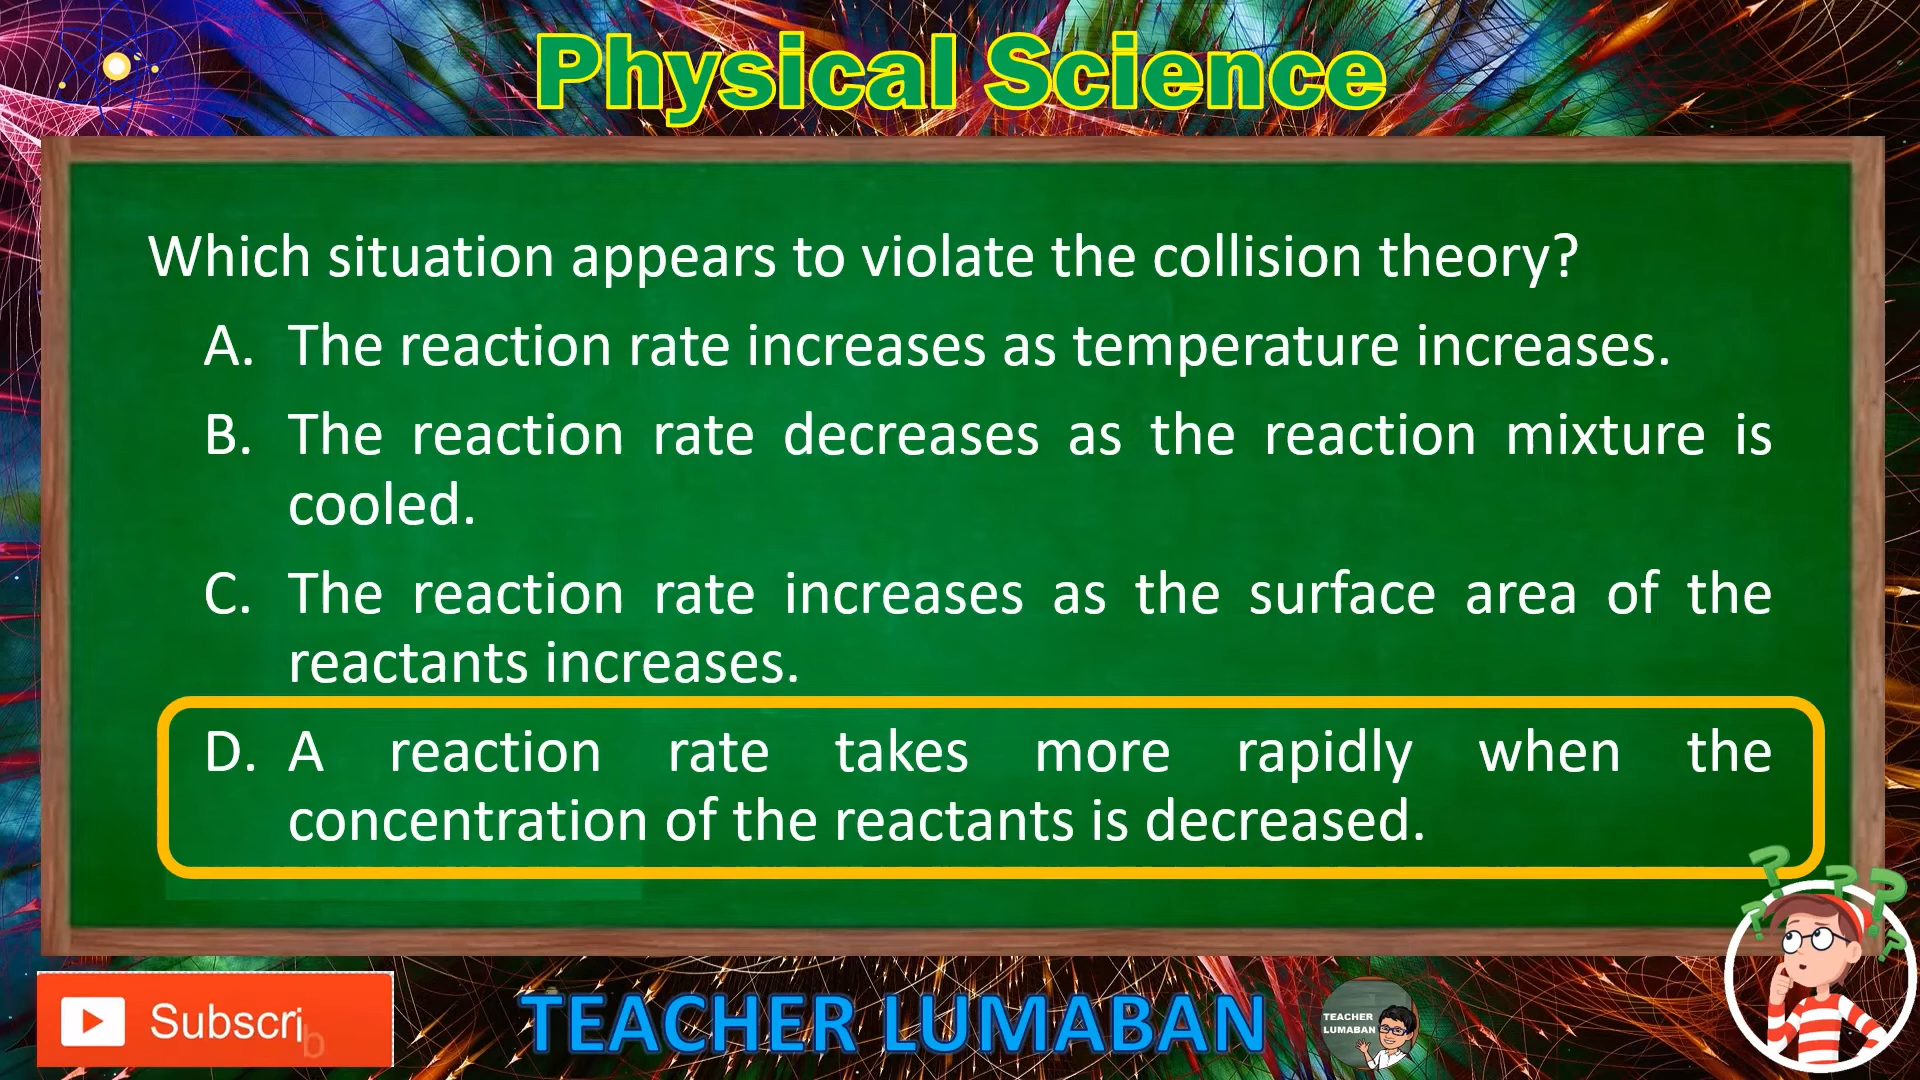 Physical Science
Which situation appears to violate the collision theory?
A. The reaction rate increases as temperature increases.
B. The reaction rate decreases as the reaction mixture is
cooled.
C. The reaction rate increases as the surface area of the
reactants increases.
D. A reaction rate takes more rapidly when the
concentration of the reactants is decreased.
Subscrib
TEACHER LUMABAN
TEACHER
LUMABAN